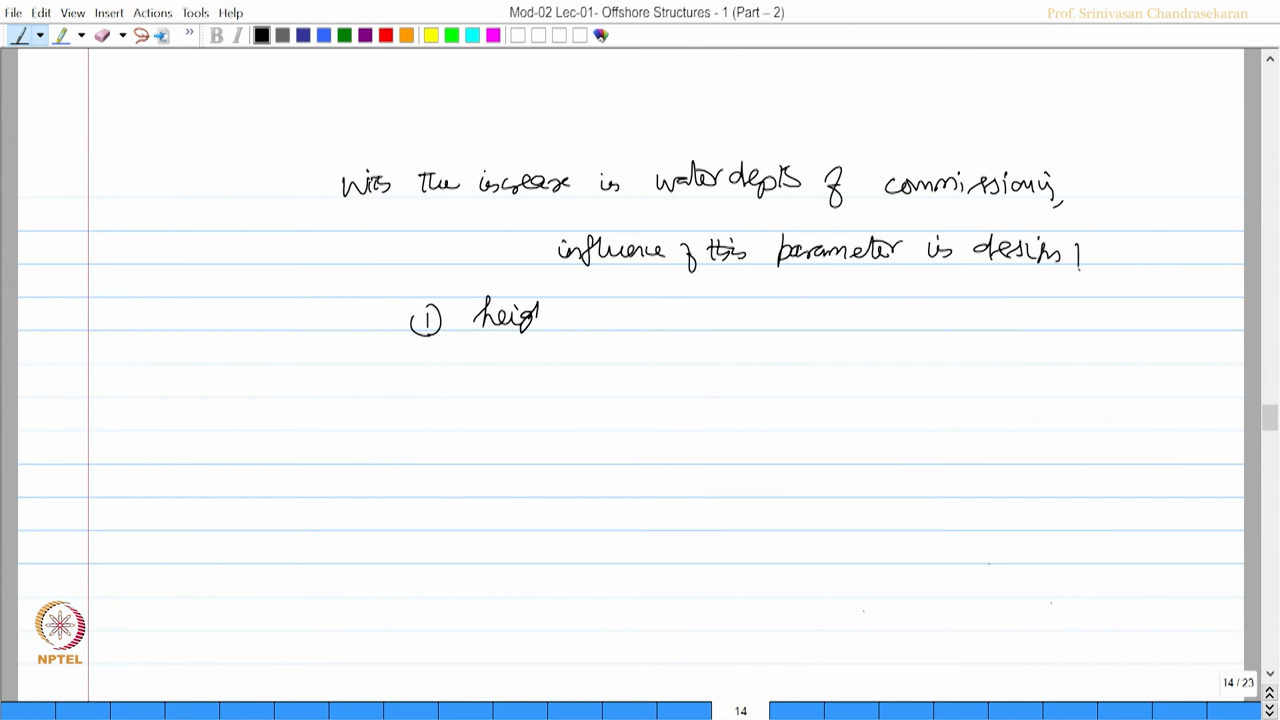 File Edit View Insert Actions Tools Help
Mod-02 Lec-01- Offshore Structures - 1 (Part – 2)
Prof. Srinivasan Chandrasekaran
B I
With the increase in water depth of commissioning,
influence of this parameter in design |
① heigh
NPTEL
14 / 23
14